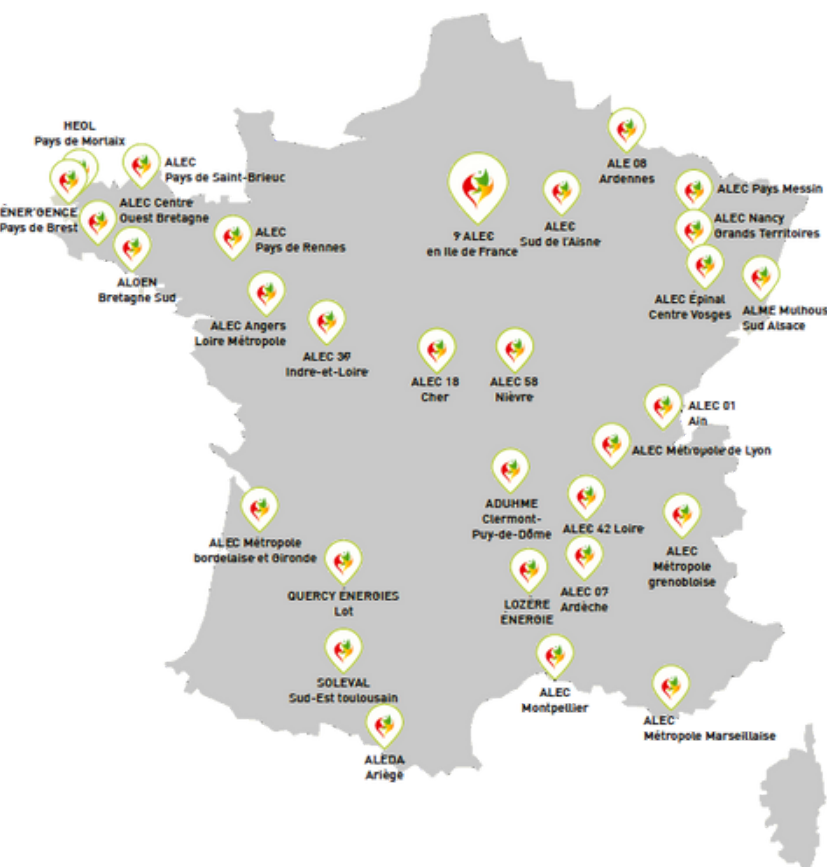 HEOL
Pays de Morlaix
ALEC
Pays de Saint-Brieuc
ÉNER'GENCE
Pays de Brest
ALEC Centre
Ouest Bretagne
ALOEN
Bretagne Sud
ALEC
Pays de Rennes
ALEC Angers
Loire Métropole
ALEC 37
Indre-et-Loire
9 ALEC
en Ile de France
ALEC
Sud de l'Aisne
ALE 08
Ardennes
ALEC Pays Messin
ALEC Nancy
Grands Territoires
ALEC Épinal
Centre Vosges
ALME Mulhous
Sud Alsace
ALEC 18
Cher
ALEC 58
Nièvre
ALEC 01
Ain
ALEC Métropole de Lyon
ADUHME
Clermont-
Puy-de-Dôme
ALEC 42 Loire
ALEC
Métropole
grenobloise
ALEC Métropole
bordelaise et Gironde
QUERCY ÉNERGIES
Lot
LOZÈRE
ÉNERGIE
ALEC 07
Ardèche
SOLEVAL
Sud-Est toulousain
ALEC
Montpellier
ALEC
Métropole Marseillaise
ALEDA
Ariège